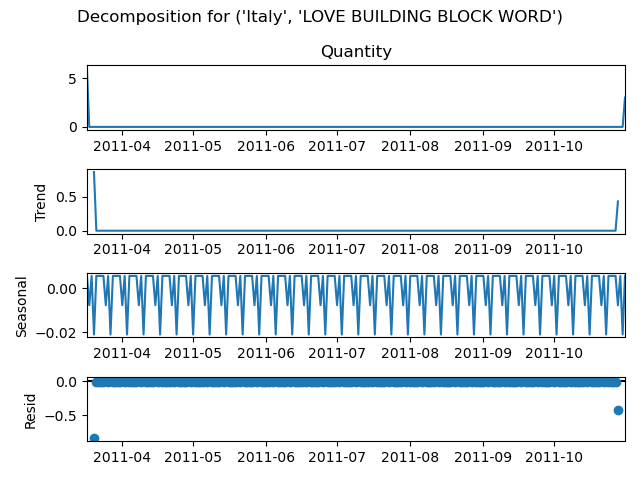 Decomposition for ('Italy', 'LOVE BUILDING BLOCK WORD')
Quantity
5
0
2011-04 2011-05 2011-06 2011-07 2011-08 2011-09 2011-10
Trend
0.5
0.0
2011-04 2011-05 2011-06 2011-07 2011-08 2011-09 2011-10
Seasonal
0.00
−0.02
2011-04 2011-05 2011-06 2011-07 2011-08 2011-09 2011-10
Resid
0.0
−0.5
2011-04 2011-05 2011-06 2011-07 2011-08 2011-09 2011-10